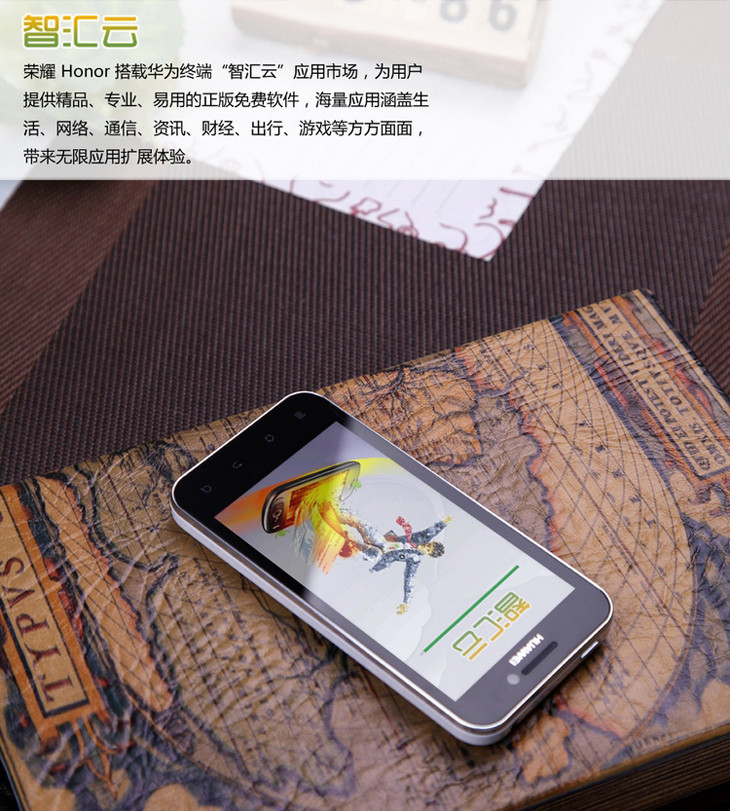 智汇云
荣耀 Honor 搭载华为终端“智汇云”应用市场，为用户
提供精品、专业、易用的正版免费软件，海量应用涵盖生
活、网络、通信、资讯、财经、出行、游戏等方方面面，
带来无限应用扩展体验。
智汇云
HUAWEI
TYPVS